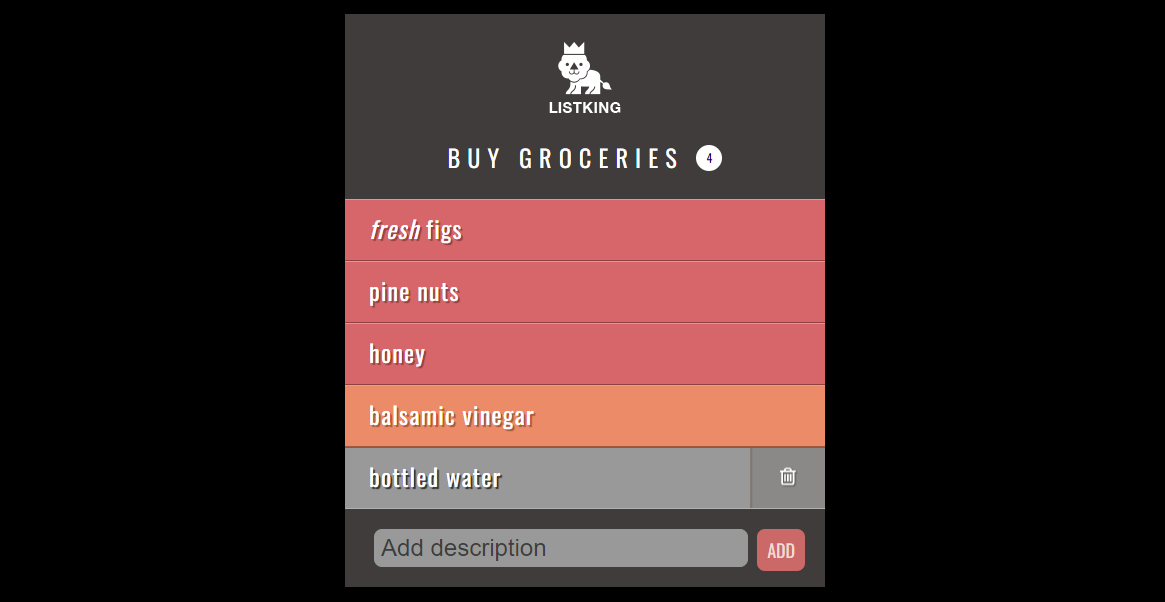 LISTKING
BUY GROCERIES 4
fresh figs
pine nuts
honey
balsamic vinegar
bottled water
Add description ADD